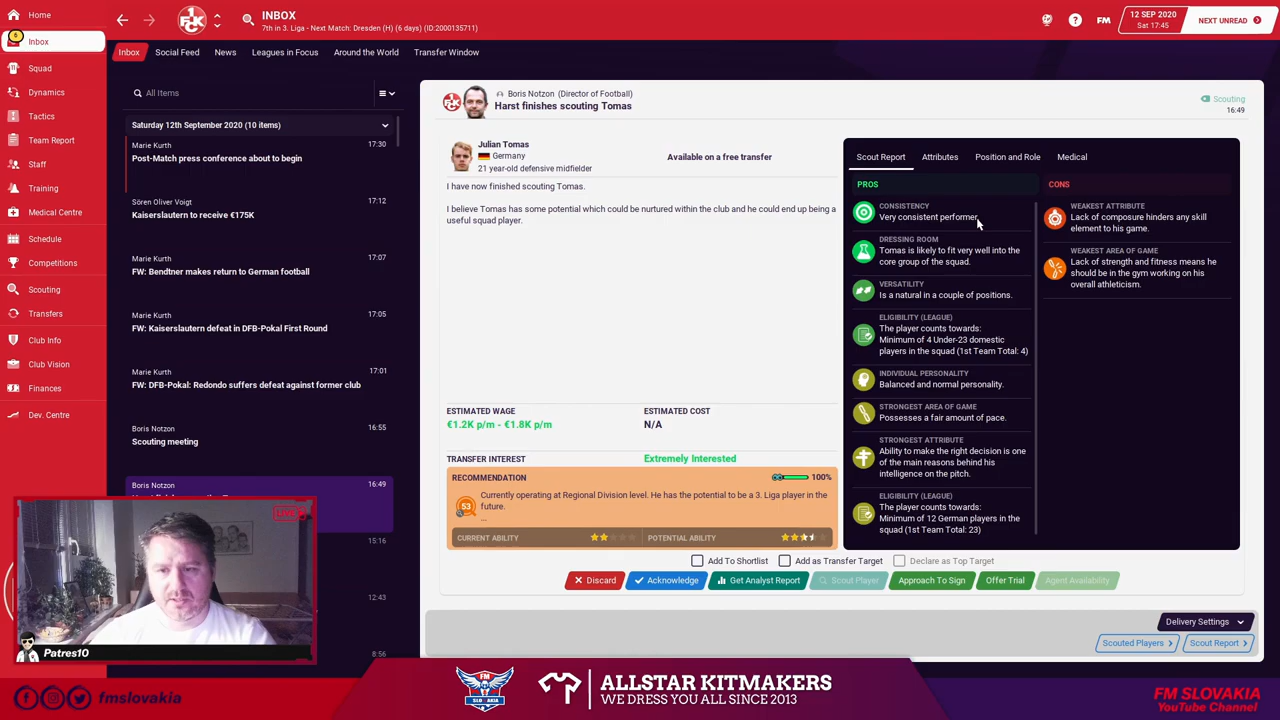 Home
Inbox
Squad
Dynamics
Tactics
Team Report
Staff
Training
Medical Centre
Schedule
Competitions
Scouting
Transfers
Club Info
Club Vision
Finances
Dev. Centre
INBOX
7th in 3. Liga - Next Match: Dresden (H) (6 days) (ID:2000135711)
FM
12 SEP 2020
Sat 17:45
NEXT UNREAD
Inbox
Social Feed
News
Leagues in Focus
Around the World
Transfer Window
All Items
Saturday 12th September 2020 (10 items)
Marie Kurth
17:30
Post-Match press conference about to begin
Sören Oliver Voigt
17:12
Kaiserslautern to receive €175K
Marie Kurth
17:07
FW: Bendtner makes return to German football
Marie Kurth
17:05
FW: Kaiserslautern defeat in DFB-Pokal First Round
Marie Kurth
17:01
FW: DFB-Pokal: Redondo suffers defeat against former club
Boris Notzon
16:55
Scouting meeting
Boris Notzon
16:49
15:16
12:43
8:56
Boris Notzon (Director of Football)
Harst finishes scouting Tomas
Scouting
16:49
Julian Tomas
Germany
21 year-old defensive midfielder
Available on a free transfer
I have now finished scouting Tomas.
I believe Tomas has some potential which could be nurtured within the club and he could end up being a
useful squad player.
ESTIMATED WAGE
€1.2K p/m - €1.8K p/m
ESTIMATED COST
N/A
TRANSFER INTEREST
Extremely Interested
RECOMMENDATION
100%
53
Currently operating at Regional Division level. He has the potential to be a 3. Liga player in the
future.
...
CURRENT ABILITY
POTENTIAL ABILITY
Scout Report
Attributes
Position and Role
Medical
PROS
CONSISTENCY
Very consistent performer.
DRESSING ROOM
Tomas is likely to fit very well into the
core group of the squad.
VERSATILITY
Is a natural in a couple of positions.
ELIGIBILITY (LEAGUE)
The player counts towards:
Minimum of 4 Under-23 domestic
players in the squad (1st Team Total: 4)
INDIVIDUAL PERSONALITY
Balanced and normal personality.
STRONGEST AREA OF GAME
Possesses a fair amount of pace.
STRONGEST ATTRIBUTE
Ability to make the right decision is one
of the main reasons behind his
intelligence on the pitch.
ELIGIBILITY (LEAGUE)
The player counts towards:
Minimum of 12 German players in the
squad (1st Team Total: 23)
CONS
WEAKEST ATTRIBUTE
Lack of composure hinders any skill
element to his game.
WEAKEST AREA OF GAME
Lack of strength and fitness means he
should be in the gym working on his
overall athleticism.
Add To Shortlist
Add as Transfer Target
Declare as Top Target
Discard
Acknowledge
Get Analyst Report
Scout Player
Approach To Sign
Offer Trial
Agent Availability
Delivery Settings
Scouted Players
Scout Report
LIVE
Patres10
fmslovakia
FM
SLOVAKIA
ALLSTAR KITMAKERS
WE DRESS YOU ALL SINCE 2013
FM SLOVAKIA
YouTube Channel